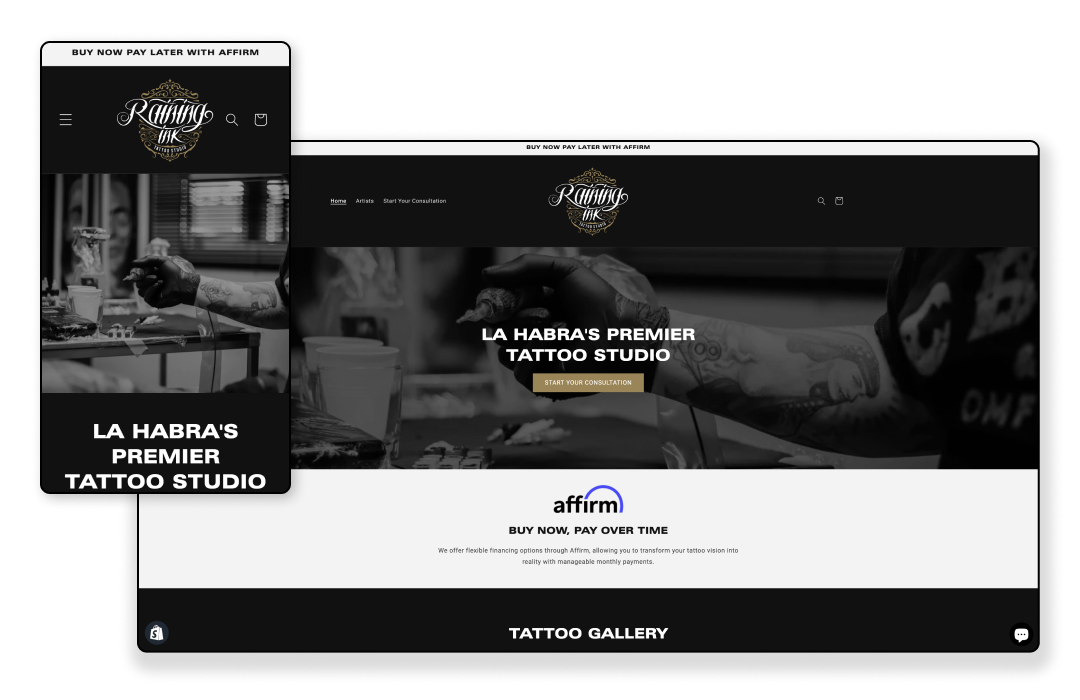 BUY NOW PAY LATER WITH AFFIRM
Raining
INK
TATTOO STUDIO
LA HABRA'S
PREMIER
TATTOO STUDIO
BUY NOW PAY LATER WITH AFFIRM
Home Artists Start Your Consultation
Raining
INK
TATTOO STUDIO
LA HABRA'S PREMIER
TATTOO STUDIO
START YOUR CONSULTATION
OMF
affirm
BUY NOW, PAY OVER TIME
We offer flexible financing options through Affirm, allowing you to transform your tattoo vision into
reality with manageable monthly payments.
TATTOO GALLERY